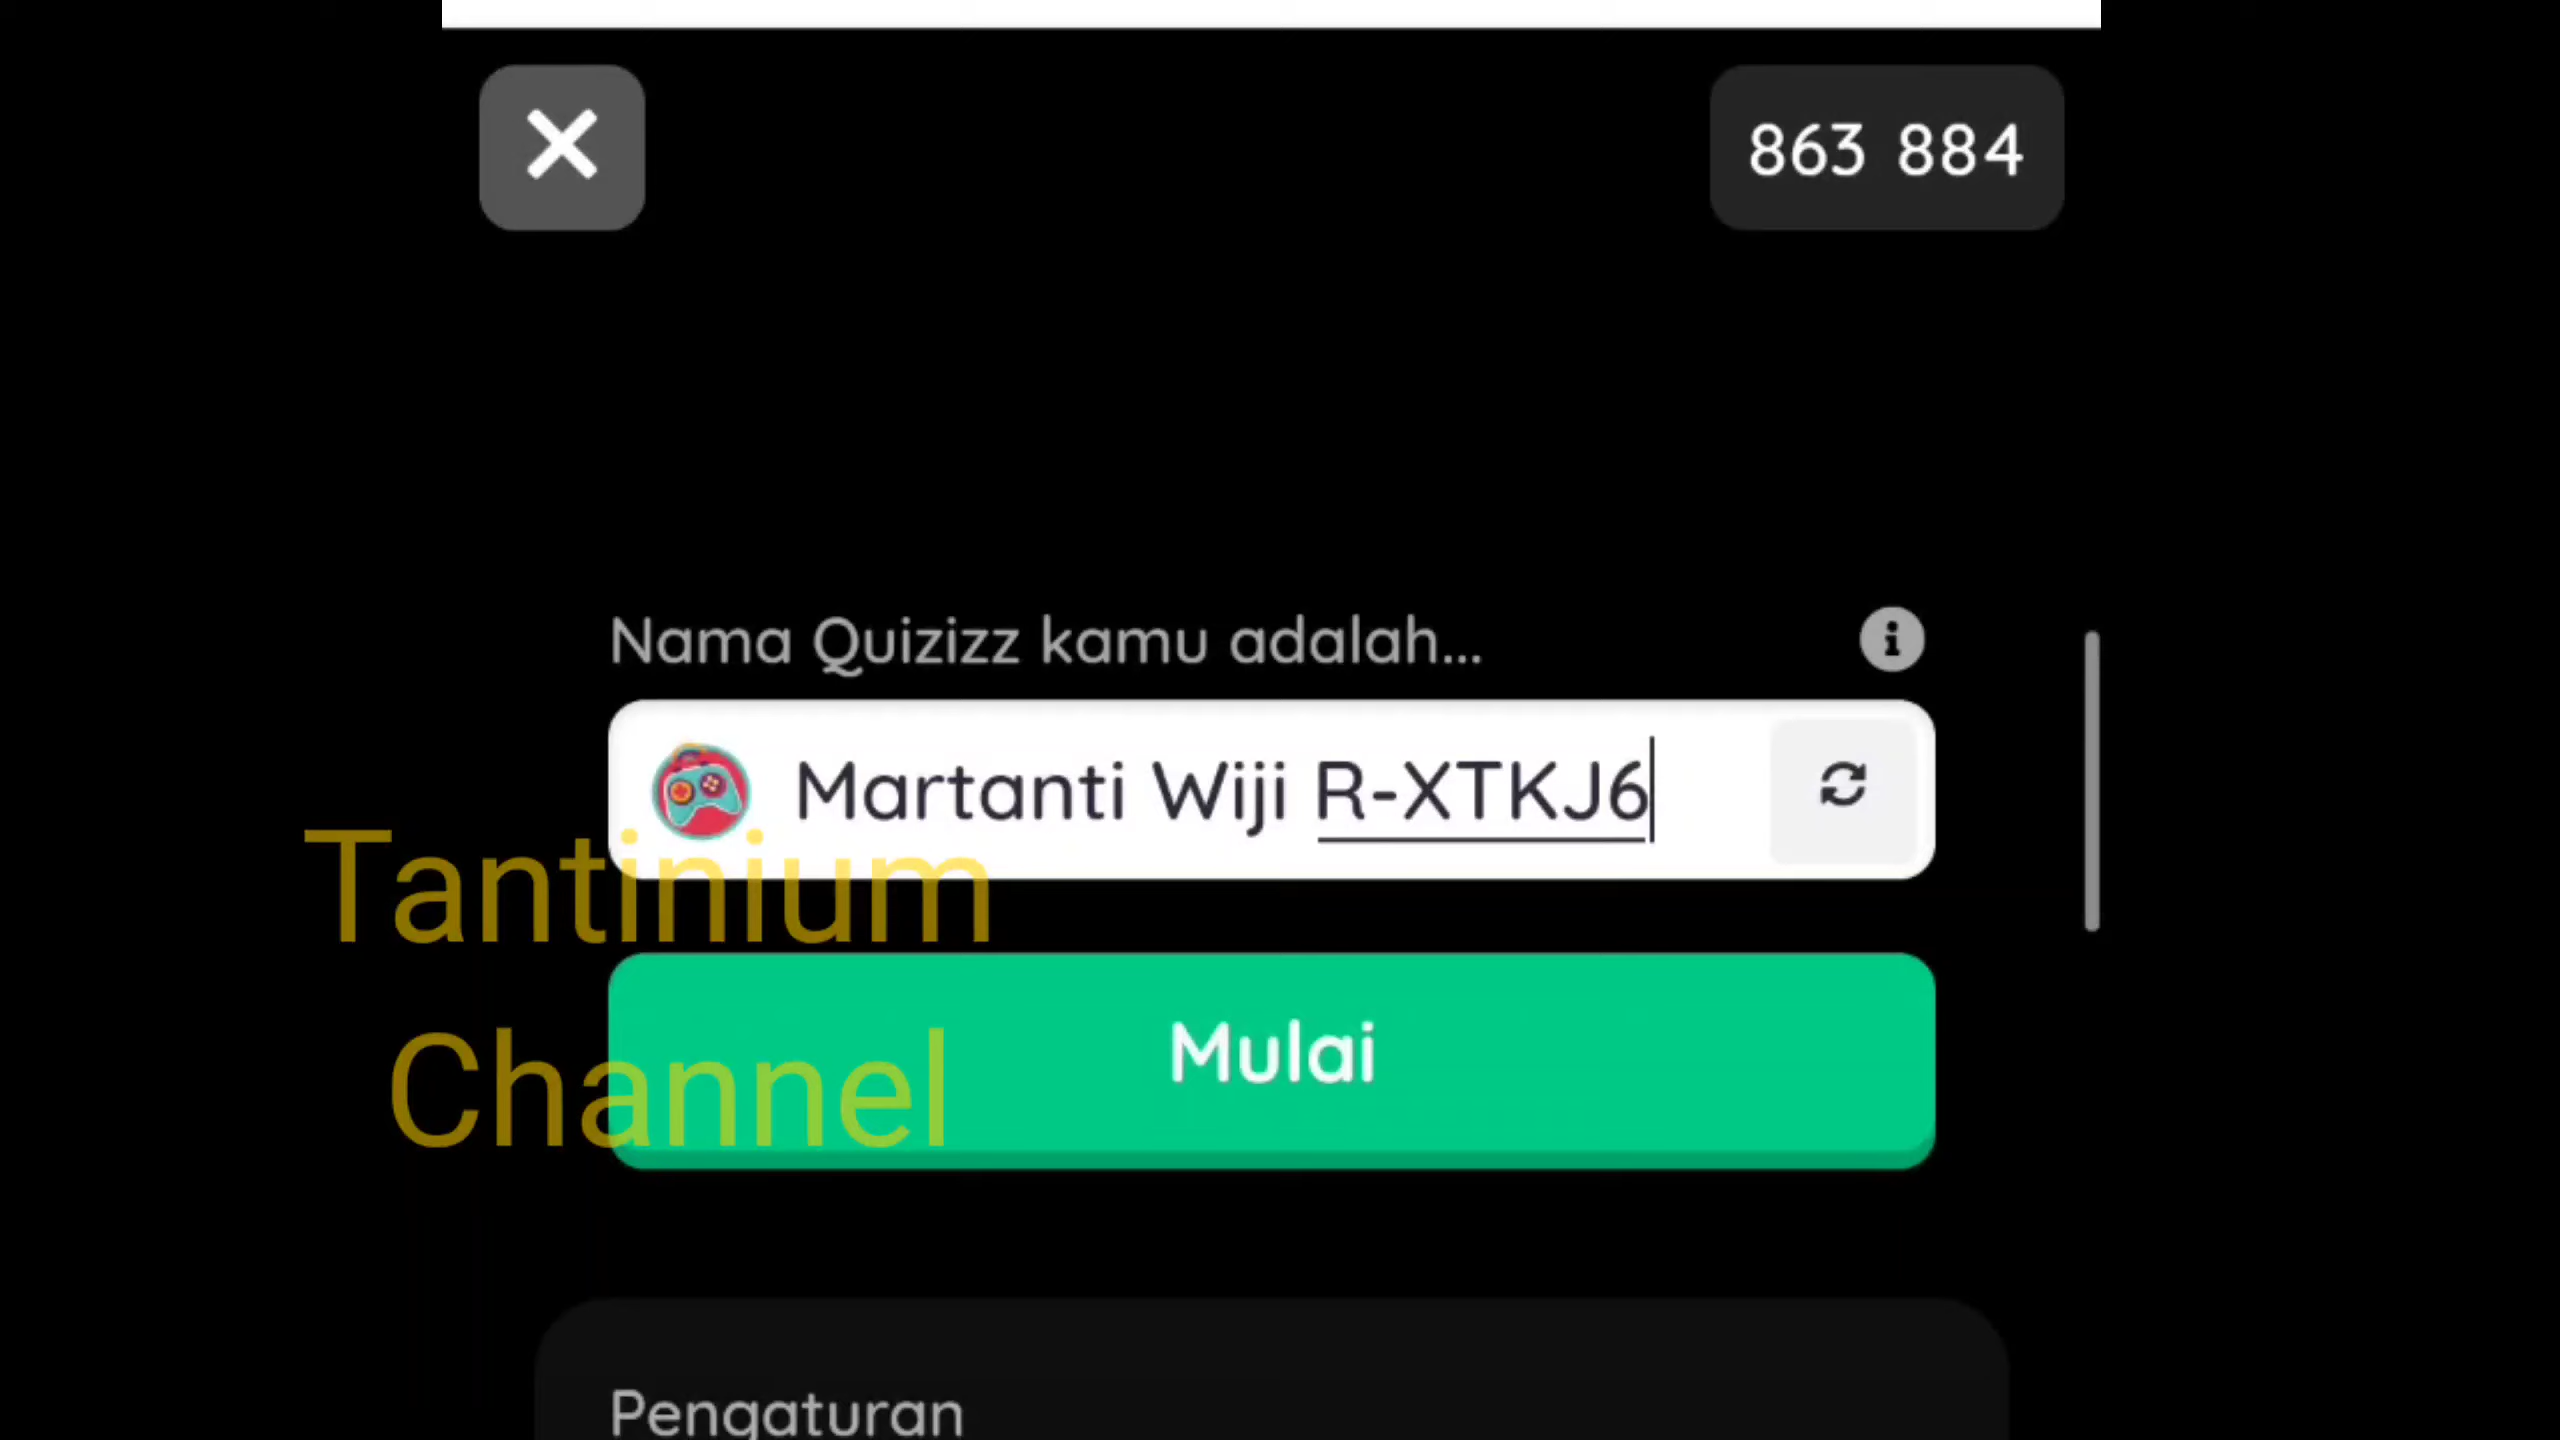 863 884
Nama Quizizz kamu adalah...
Martanti Wiji R-XTKJ6
Tantinium
Mulai
Channel
Pengaturan